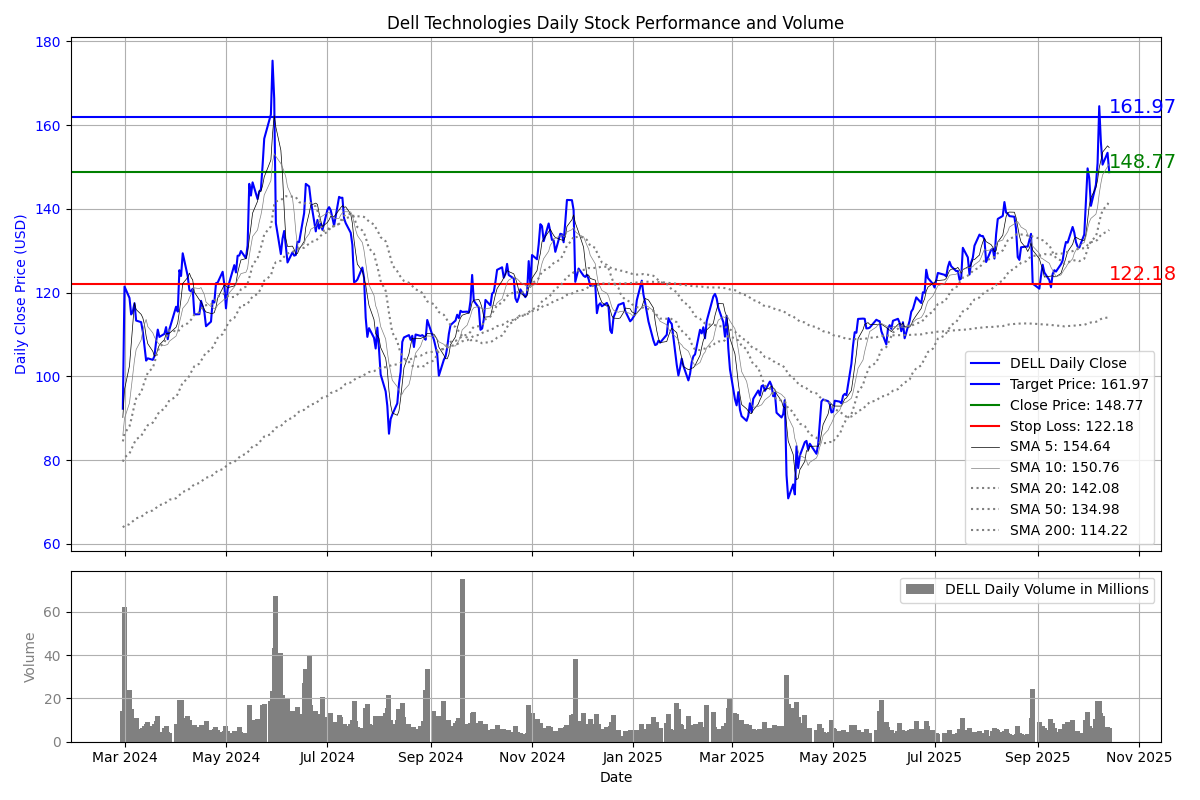 Dell Technologies Daily Stock Performance and Volume
180
160
140
120
100
80
60
Daily Close Price (USD)
161.97
148.77
122.18
DELL Daily Close
Target Price: 161.97
Close Price: 148.77
Stop Loss: 122.18
SMA 5: 154.64
SMA 10: 150.76
SMA 20: 142.08
SMA 50: 134.98
SMA 200: 114.22
DELL Daily Volume in Millions
60
40
20
0
Volume
Mar 2024 May 2024 Jul 2024 Sep 2024 Nov 2024 Jan 2025 Mar 2025 May 2025 Jul 2025 Sep 2025 Nov 2025
Date